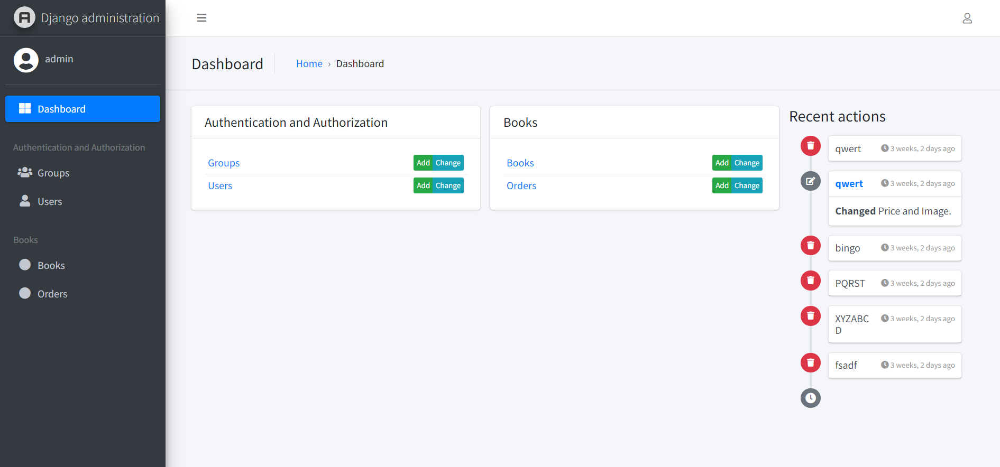 Django administration
admin
Dashboard
Authentication and Authorization
Groups
Users
Books
Books
Orders
Dashboard
Home › Dashboard
Authentication and Authorization
Groups Add Change
Users Add Change
Books
Books Add Change
Orders Add Change
Recent actions
qwert 3 weeks, 2 days ago
qwert 3 weeks, 2 days ago
Changed Price and Image.
bingo 3 weeks, 2 days ago
PQRST 3 weeks, 2 days ago
XYZABC 3 weeks, 2 days ago
D
fsadf 3 weeks, 2 days ago